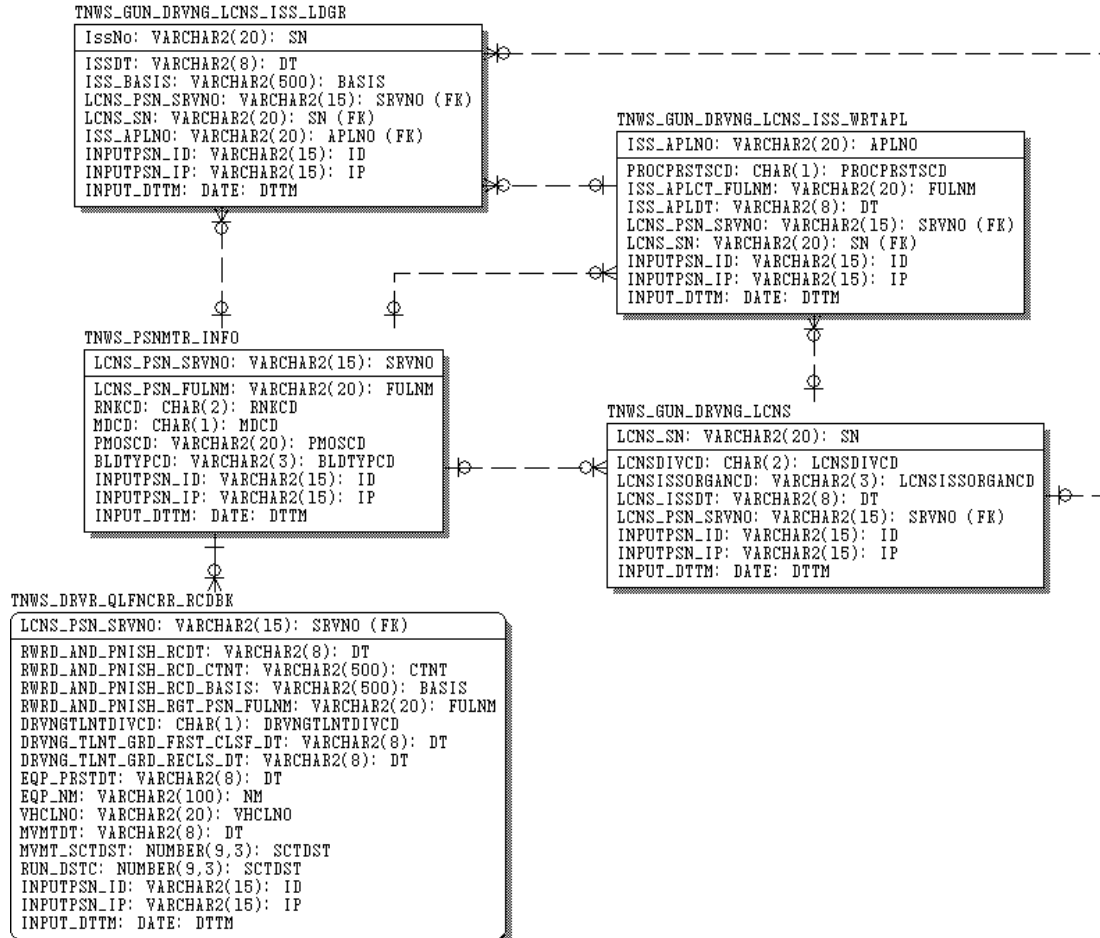 TNWS_GUN_DRVNG_LCNS_ISS_LDGR
IssNo: VARCHAR2(20): SN
ISSDT: VARCHAR2(8): DT
ISS_BASIS: VARCHAR2(500): BASIS
LCNS_PSN_SRVNO: VARCHAR2(15): SRVNO (FK)
LCNS_SN: VARCHAR2(20): SN (FK)
ISS_APLNO: VARCHAR2(20): APLNO (FK)
INPUTPSN_ID: VARCHAR2(15): ID
INPUTPSN_IP: VARCHAR2(15): IP
INPUT_DTTM: DATE: DTTM
TNWS_GUN_DRVNG_LCNS_ISS_WRTAPL
ISS_APLNO: VARCHAR2(20): APLNO
PROCPRSTSCD: CHAR(1): PROCPRSTSCD
ISS_APLCT_FULNM: VARCHAR2(20): FULNM
ISS_APLDT: VARCHAR2(8): DT
LCNS_PSN_SRVNO: VARCHAR2(15): SRVNO (FK)
LCNS_SN: VARCHAR2(20): SN (FK)
INPUTPSN_ID: VARCHAR2(15): ID
INPUTPSN_IP: VARCHAR2(15): IP
INPUT_DTTM: DATE: DTTM
TNWS_PSNMTR_INFO
LCNS_PSN_SRVNO: VARCHAR2(15): SRVNO
LCNS_PSN_FULNM: VARCHAR2(20): FULNM
RNKCD: CHAR(2): RNKCD
MDCD: CHAR(1): MDCD
PMOSCD: VARCHAR2(20): PMOSCD
BLDTYPCD: VARCHAR2(3): BLDTYPCD
INPUTPSN_ID: VARCHAR2(15): ID
INPUTPSN_IP: VARCHAR2(15): IP
INPUT_DTTM: DATE: DTTM
TNWS_GUN_DRVNG_LCNS
LCNS_SN: VARCHAR2(20): SN
LCNSDIVCD: CHAR(2): LCNSDIVCD
LCNSISSORGANCD: VARCHAR2(3): LCNSISSORGANCD
LCNS_ISSDT: VARCHAR2(8): DT
LCNS_PSN_SRVNO: VARCHAR2(15): SRVNO (FK)
INPUTPSN_ID: VARCHAR2(15): ID
INPUTPSN_IP: VARCHAR2(15): IP
INPUT_DTTM: DATE: DTTM
TNWS_DRVR_QLFNCRR_RCDBK
LCNS_PSN_SRVNO: VARCHAR2(15): SRVNO (FK)
RWRD_AND_PNISH_RCDT: VARCHAR2(8): DT
RWRD_AND_PNISH_RCD_CTNT: VARCHAR2(500): CTNT
RWRD_AND_PNISH_RCD_BASIS: VARCHAR2(500): BASIS
RWRD_AND_PNISH_RGT_PSN_FULNM: VARCHAR2(20): FULNM
DRVNGTLNTDIVCD: CHAR(1): DRVNGTLNTDIVCD
DRVNG_TLNT_GRD_FRST_CLSF_DT: VARCHAR2(8): DT
DRVNG_TLNT_GRD_RECLS_DT: VARCHAR2(8): DT
EQP_PRSTDT: VARCHAR2(8): DT
EQP_NM: VARCHAR2(100): NM
VHCLNO: VARCHAR2(20): VHCLNO
MVMTDT: VARCHAR2(8): DT
MVMT_SCTDST: NUMBER(9,3): SCTDST
RUN_DSTC: NUMBER(9,3): SCTDST
INPUTPSN_ID: VARCHAR2(15): ID
INPUTPSN_IP: VARCHAR2(15): IP
INPUT_DTTM: DATE: DTTM